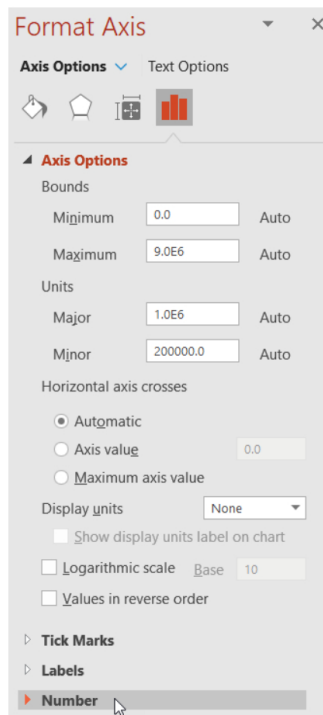 Format Axis
Axis Options Text Options
Axis Options
Bounds
Minimum 0.0 Auto
Maximum 9.0E6 Auto
Units
Major 1.0E6 Auto
Minor 200000.0 Auto
Horizontal axis crosses
Automatic
Axis value 0.0
Maximum axis value
Display units None
Show display units label on chart
Logarithmic scale Base 10
Values in reverse order
Tick Marks
Labels
Number